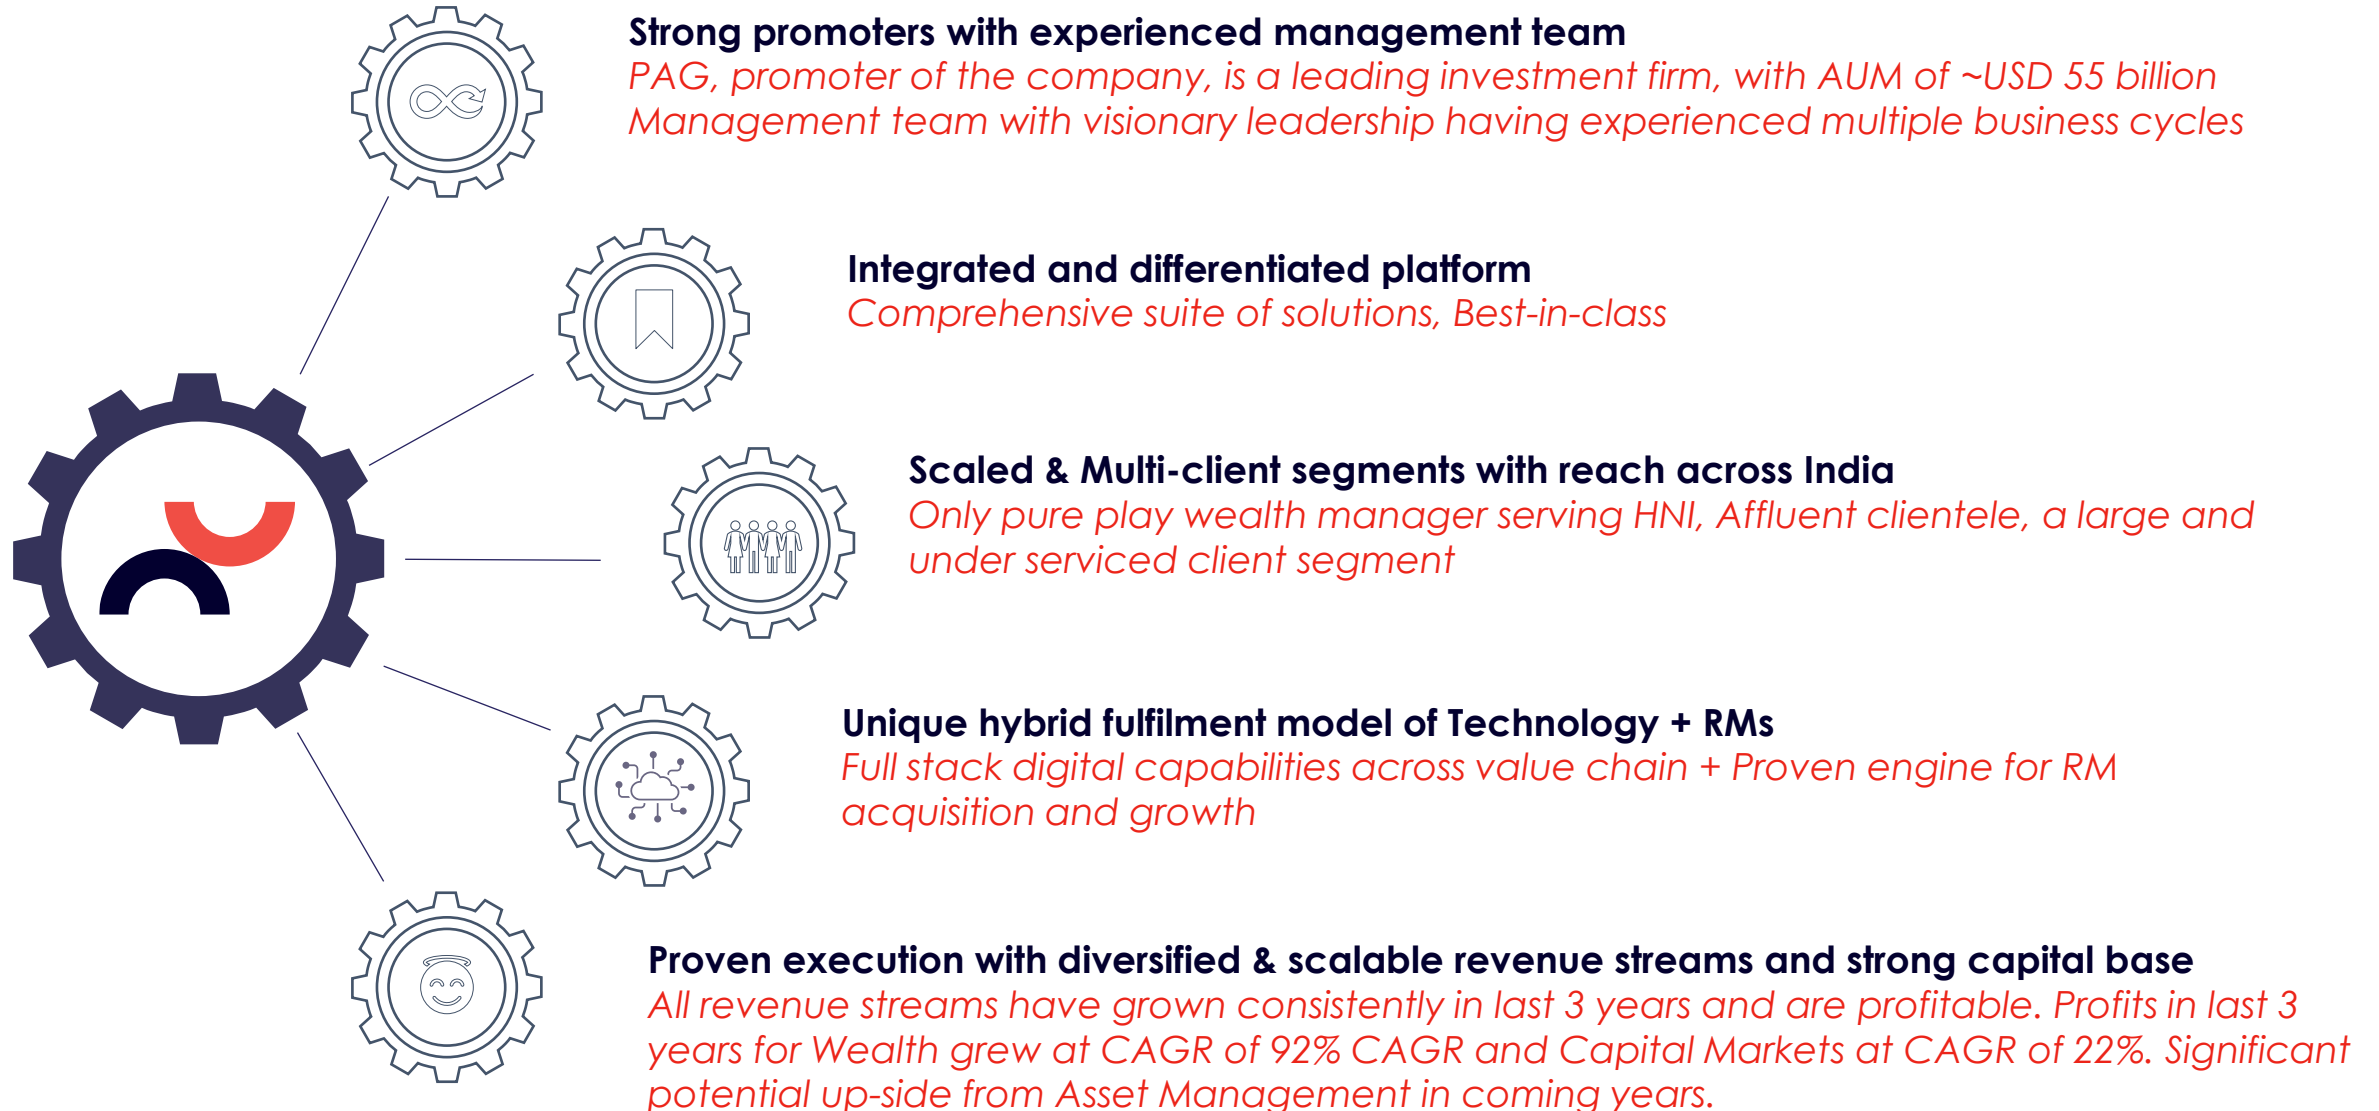 Strong promoters with experienced management team
PAG, promoter of the company, is a leading investment firm, with AUM of ~USD 55 billion
Management team with visionary leadership having experienced multiple business cycles
Integrated and differentiated platform
Comprehensive suite of solutions, Best-in-class
Scaled & Multi-client segments with reach across India
Only pure play wealth manager serving HNI, Affluent clientele, a large and
under serviced client segment
Unique hybrid fulfilment model of Technology + RMs
Full stack digital capabilities across value chain + Proven engine for RM
acquisition and growth
Proven execution with diversified & scalable revenue streams and strong capital base
All revenue streams have grown consistently in last 3 years and are profitable. Profits in last 3
years for Wealth grew at CAGR of 92% CAGR and Capital Markets at CAGR of 22%. Significant
potential up-side from Asset Management in coming years.